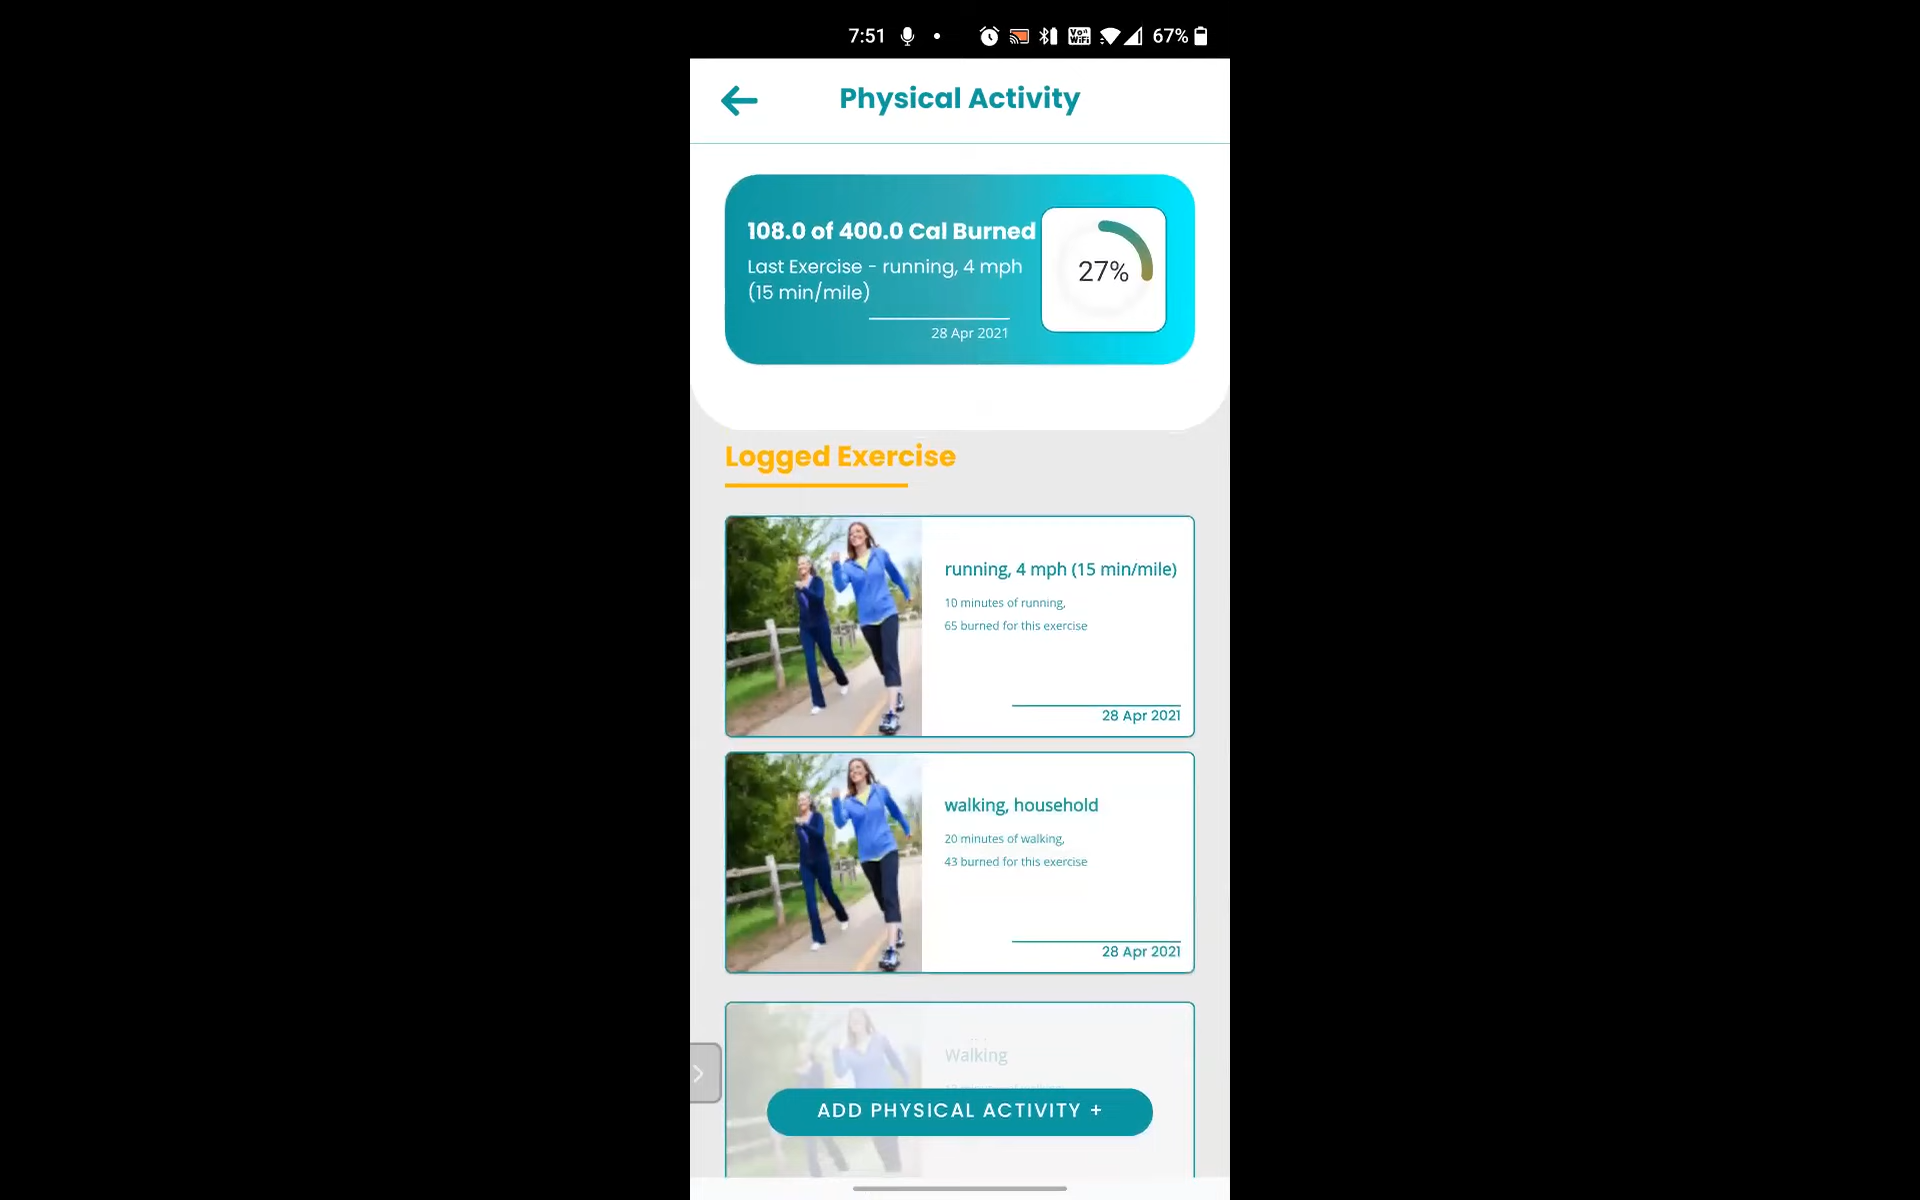 7:51
Vo WiFi
67%
Physical Activity
108.0 of 400.0 Cal Burned
Last Exercise - running, 4 mph
(15 min/mile)
28 Apr 2021
27%
Logged Exercise
running, 4 mph (15 min/mile)
10 minutes of running,
65 burned for this exercise
28 Apr 2021
walking, household
20 minutes of walking,
43 burned for this exercise
28 Apr 2021
Walking
ADD PHYSICAL ACTIVITY +